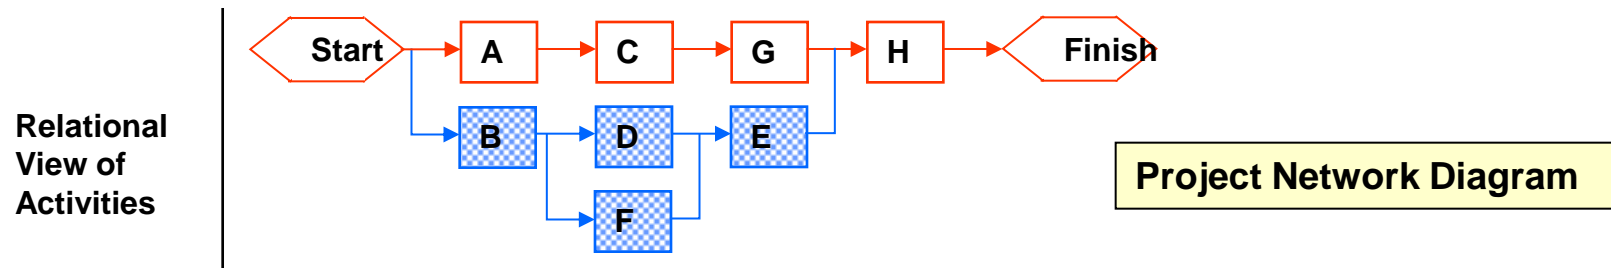 Start A C G H Finish
B D E
F
Relational
View of
Activities
Project Network Diagram